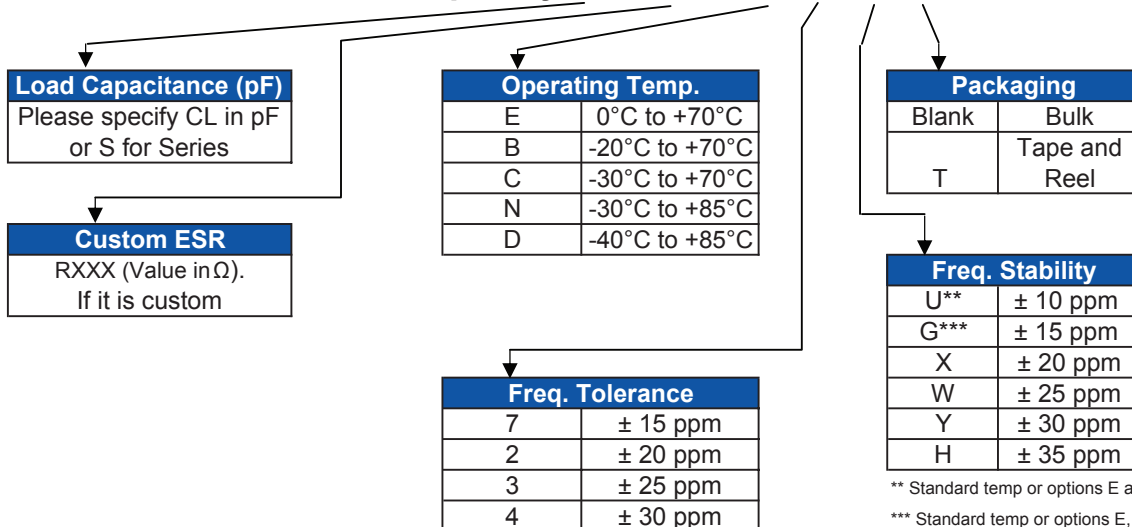 Load Capacitance (pF)
Please specify CL in pF
or S for Series
Custom ESR
RXXX (Value in Ω).
If it is custom
Operating Temp.
E 0°C to +70°C
B -20°C to +70°C
C -30°C to +70°C
N -30°C to +85°C
D -40°C to +85°C
Freq. Tolerance
7 ± 15 ppm
2 ± 20 ppm
3 ± 25 ppm
4 ± 30 ppm
Packaging
Blank Bulk
Tape and
T Reel
Freq. Stability
U** ± 10 ppm
G*** ± 15 ppm
X ± 20 ppm
W ± 25 ppm
Y ± 30 ppm
H ± 35 ppm
** Standard temp or options E
*** Standard temp or options E,